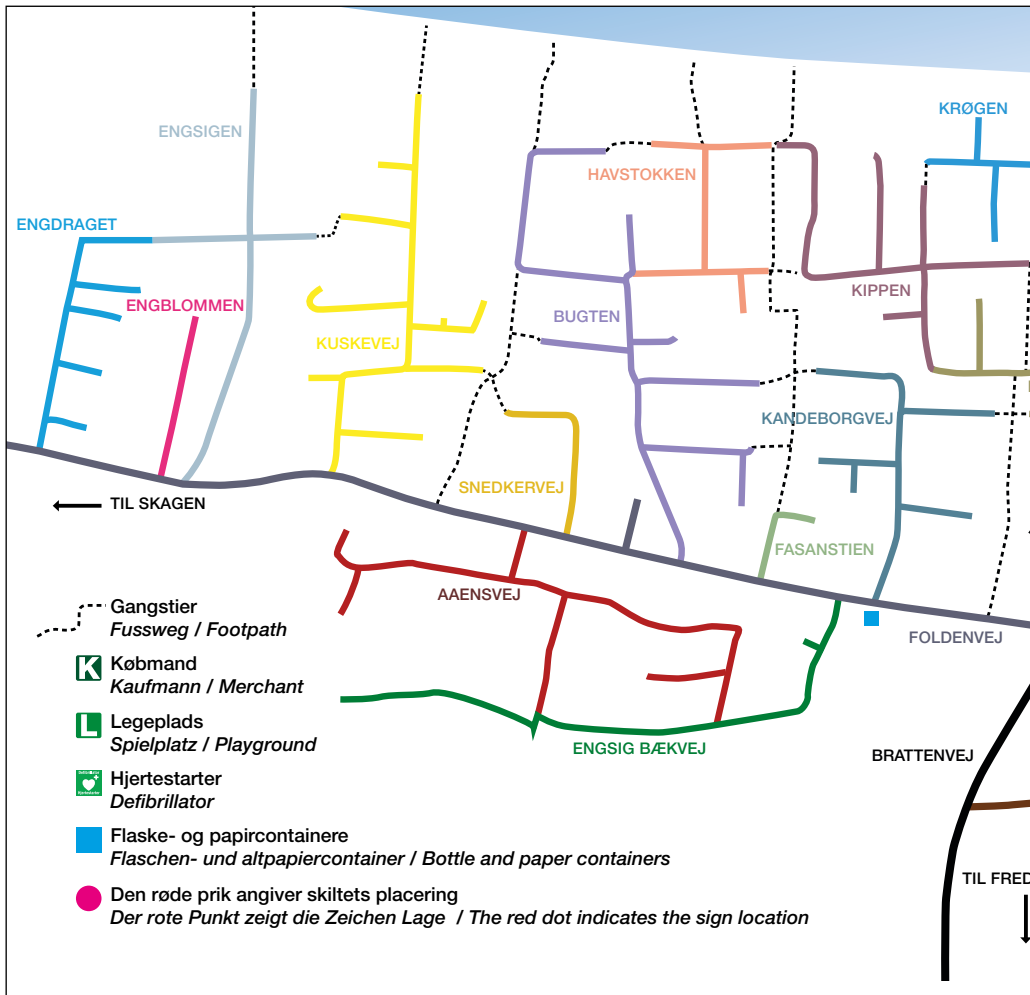 KRØGEN
ENGSIGEN
HAVSTOKKEN
ENGDRAGET
KIPPEN
ENGBLOMMEN
BUGTEN
KUSKEVEJ
KANDEBORGVEJ
SNEDKERVEJ
TIL SKAGEN
FASANSTIEN
AAENSVEJ
FOLDENVEJ
Gangstier
Fussweg / Footpath
K
Købmand
Kaufmann / Merchant
L
Legeplads
Spielplatz / Playground
ENGSIG BÆKVEJ
BRATTENVEJ
Hjertestarter
Defibrillator
Flaske- og papircontainere
Flaschen- und altpapiercontainer / Bottle and paper containers
TIL FRED
Den røde prik angiver skiltets placering
Der rote Punkt zeigt die Zeichen Lage / The red dot indicates the sign location